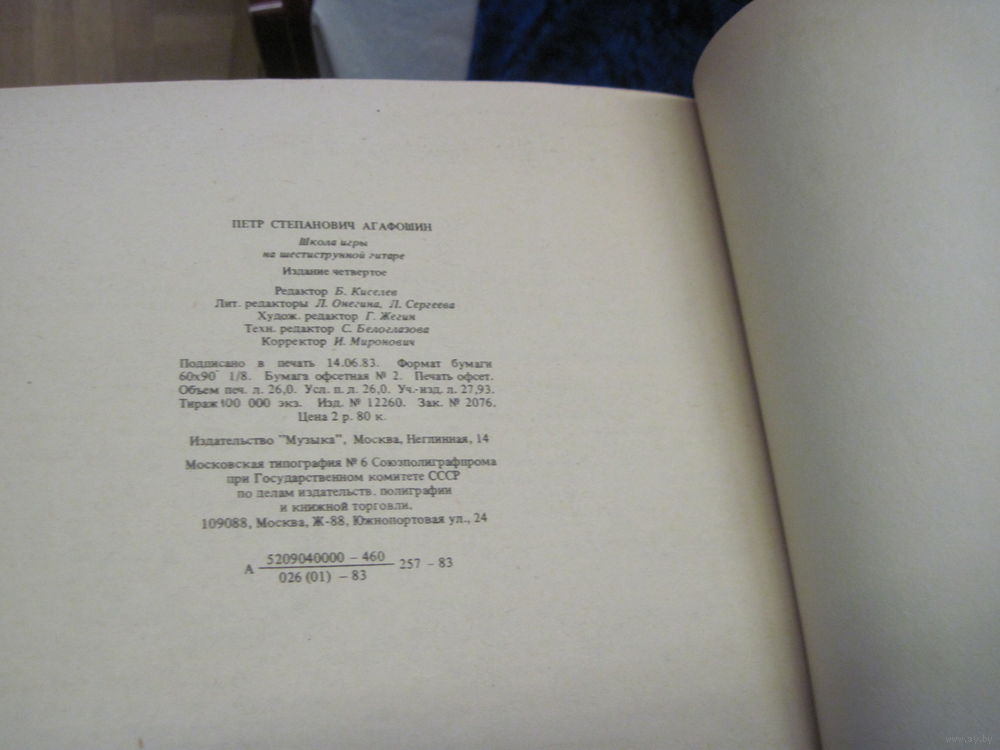 ПЕТР СТЕПАНОВИЧ АГАФОШИН
Школа игры
на шестиструнной гитаре
Издание четвертое
Редактор Б. Киселев
Лит. редакторы Л. Онегина, Л. Сергеева
Худож. редактор Г. Жегин
Техн. редактор С. Белоглазова
Корректор И. Миронович
Подписано в печать 14.06.83. Формат бумаги
60х90 1/8. Бумага офсетная № 2. Печать офсет.
Объем печ. л. 26,0. Усл. п. л. 26,0. Уч.-изд. л. 27,93.
Тираж 100 000 экз. Изд. № 12260. Зак. № 2076.
Цена 2 р. 80 к.
Издательство "Музыка", Москва, Неглинная, 14
Московская типография № 6 Союзполиграфпрома
при Государственном комитете СССР
по делам издательств, полиграфии
и книжной торговли.
109088, Москва, Ж-88, Южнопортовая ул., 24
А 5209040000 – 460 257 – 83
026 (01) – 83
www.ay.by